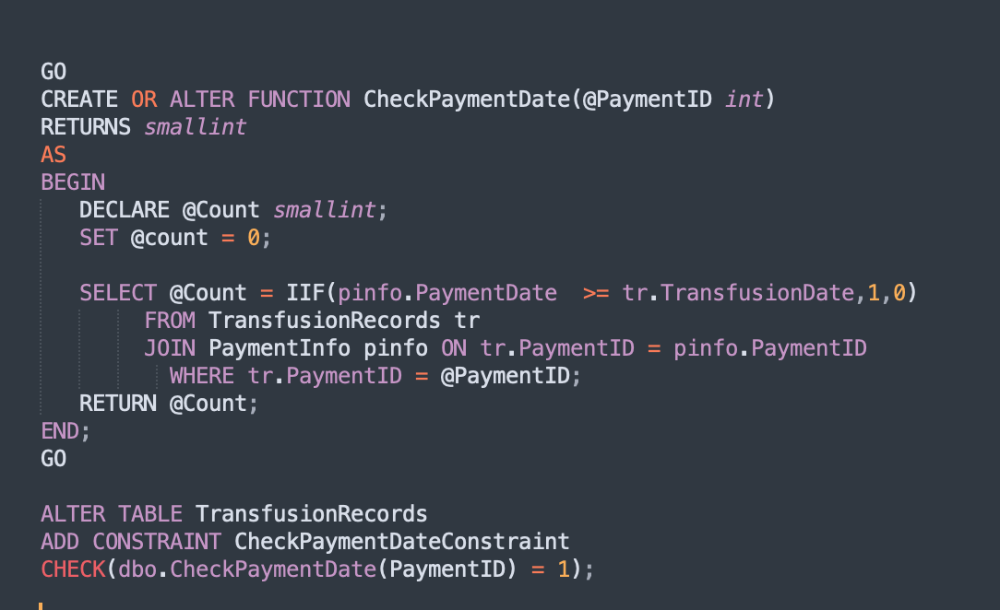 GO
CREATE OR ALTER FUNCTION CheckPaymentDate(@PaymentID int)
RETURNS smallint
AS
BEGIN
DECLARE @Count smallint;
SET @count = 0;
SELECT @Count = IIF(pinfo.PaymentDate  >= tr.TransfusionDate,1,0)
FROM TransfusionRecords tr
JOIN PaymentInfo pinfo ON tr.PaymentID = pinfo.PaymentID
WHERE tr.PaymentID = @PaymentID;
RETURN @Count;
END;
GO
ALTER TABLE TransfusionRecords
ADD CONSTRAINT CheckPaymentDateConstraint
CHECK(dbo.CheckPaymentDate(PaymentID) = 1);